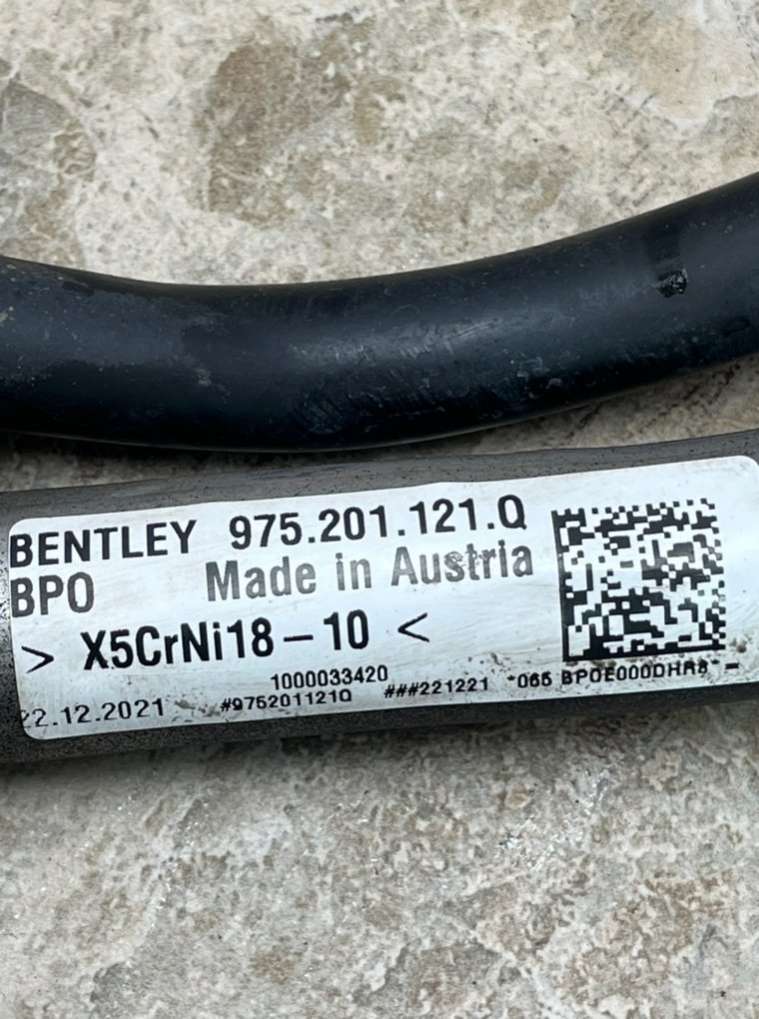 BENTLEY 975.201.121.Q
BPO Made in Austria
> X5CrNi18-10 <
1000033420
22.12.2021 #975201121Q ###221221 *065 BPOE000DHR8*-